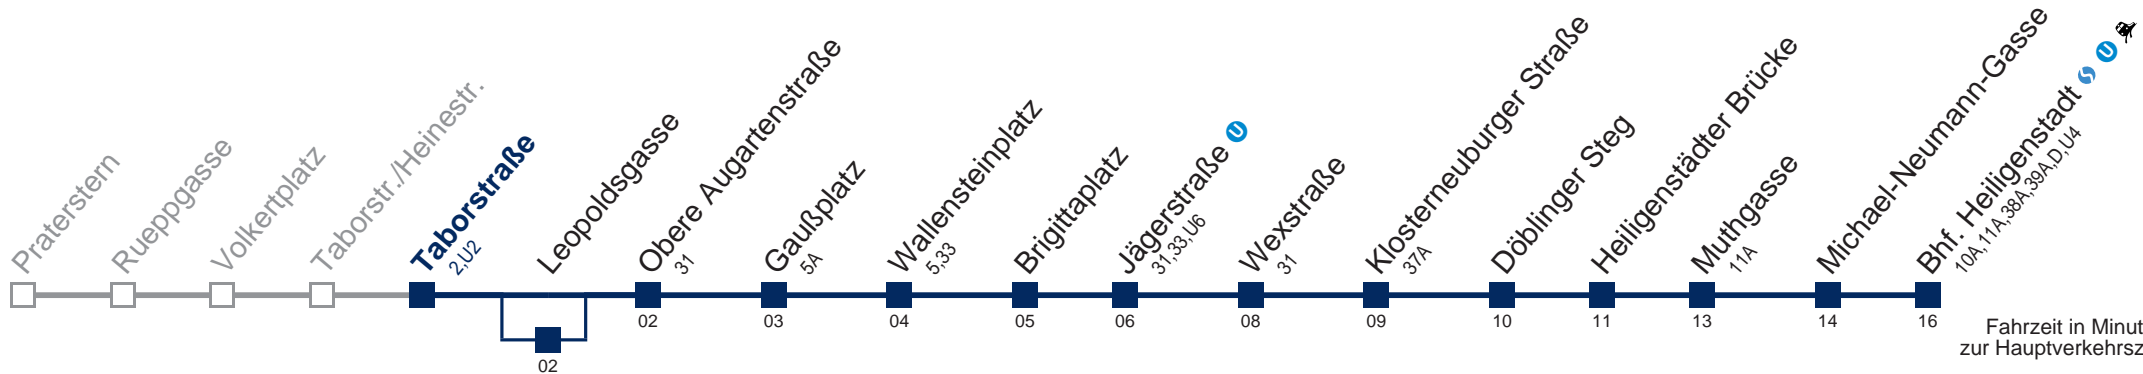 Praterstern
Rueppgasse
Volkertplatz
Taborstr./Heinestr.
Taborstraße
2,U2
Leopoldsgasse
02
Obere Augartenstraße
31
02
Gaußplatz
5A
03
Wallensteinplatz
5,33
04
Brigittaplatz
05
Jägerstraße U
31,33,U6
06
Wexstraße
31
08
Klosterneuburger Straße
37A
09
Döblinger Steg
10
Heiligenstädter Brücke
11
Muthgasse
11A
13
Michael-Neumann-Gasse
14
Bhf. Heiligenstadt S U
10A,11A,38A,39A,D,U4
16
Fahrzeit in Minut
zur Hauptverkehrsz